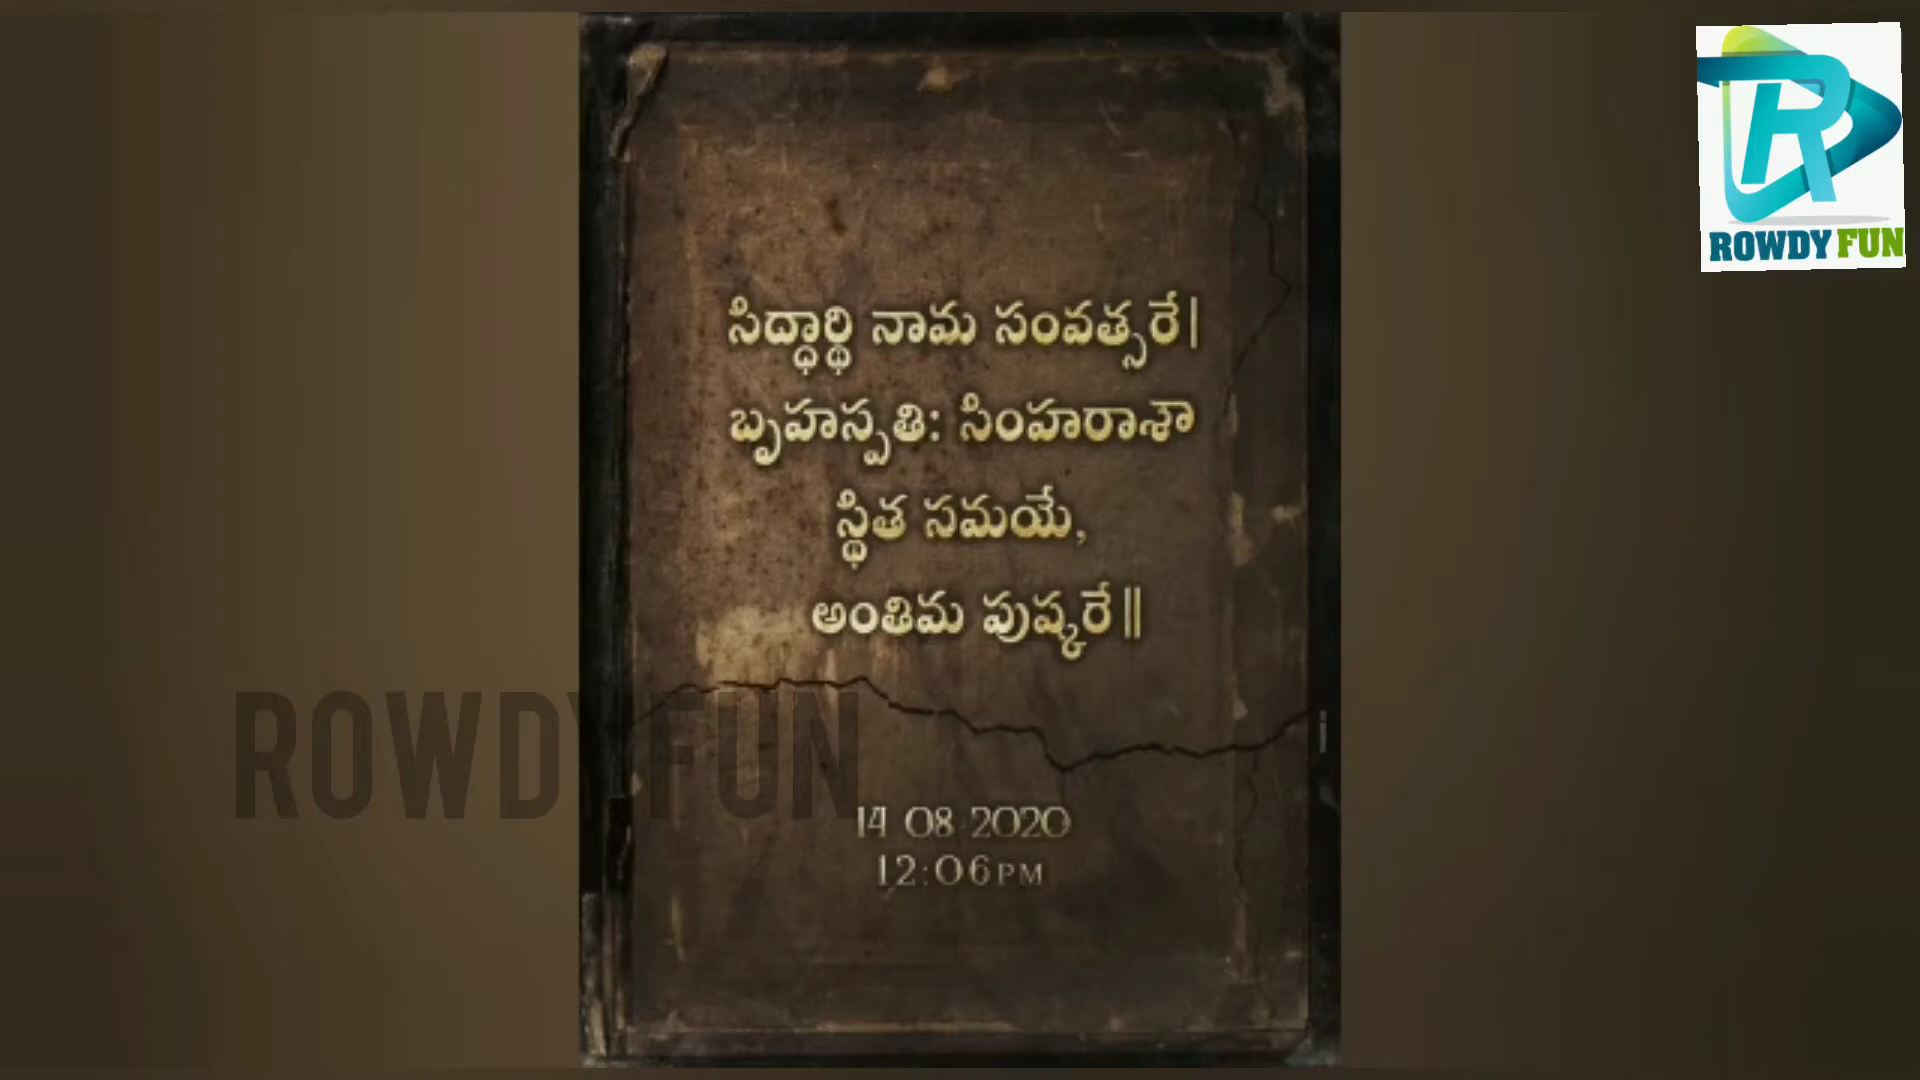 సిద్ధార్థి నామ సంవత్సరే|
బృహస్పతి: సింహరాశౌ
స్థిత సమయే,
అంతిమ పుష్కరే||
14 08 2020
12:06PM
ROWDY FUN
ROWDY FUN